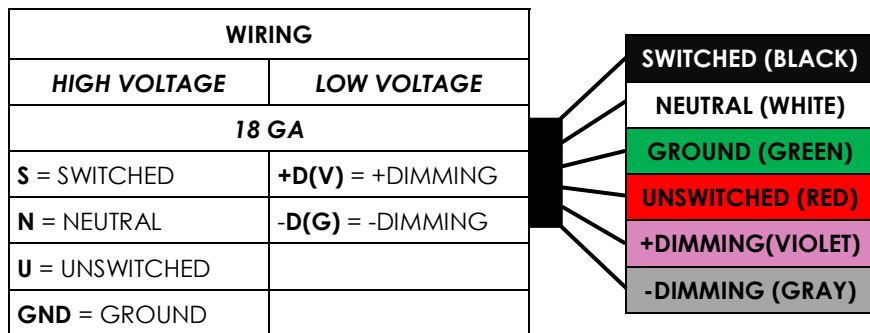 WIRING
HIGH VOLTAGE LOW VOLTAGE
18 GA
S = SWITCHED +D(V) = +DIMMING
N = NEUTRAL -D(G) = -DIMMING
U = UNSWITCHED
GND = GROUND
SWITCHED (BLACK)
NEUTRAL (WHITE)
GROUND (GREEN)
UNSWITCHED (RED)
+DIMMING(VIOLET)
-DIMMING (GRAY)